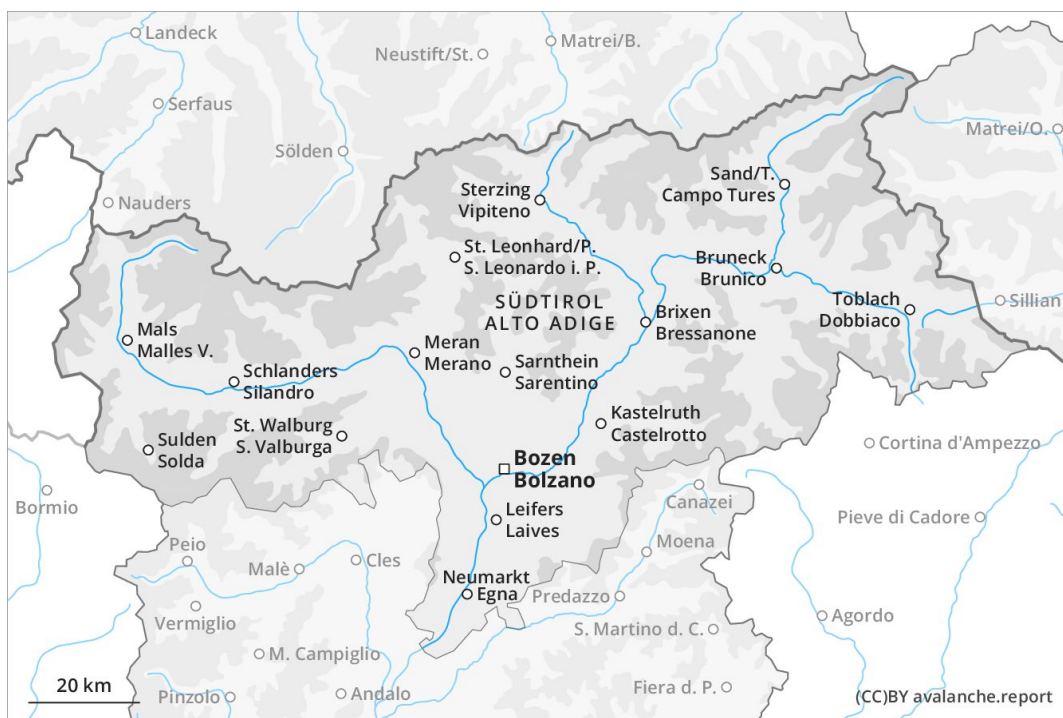 Landeck
Neustift/St.
Matrei/B.
Serfaus
Matrei/O.
Sölden
Sand/T.
Campo Tures
Sterzing
Vipiteno
Nauders
St. Leonhard/P.
S. Leonardo i. P.
Bruneck
Brunico
SÜDTIROL
ALTO ADIGE
Toblach
Dobbiaco
Sillian
Brixen
Bressanone
Mals
Malles V.
Meran
Merano
Sarnthein
Sarentino
Schlanders
Silandro
Kastelruth
Castelrotto
St. Walburg
S. Valburga
Sulden
Solda
Cortina d'Ampezzo
Bozen
Bolzano
Bormio
Canazei
Leifers
Laives
Pieve di Cadore
Moena
Peio
Cles
Malè
Neumarkt
Egna
Predazzo
Vermiglio
Agordo
S. Martino d. C.
M. Campiglio
20 km
Pinzolo
Andalo
Fiera d. P.
(CC)BY avalanche.report